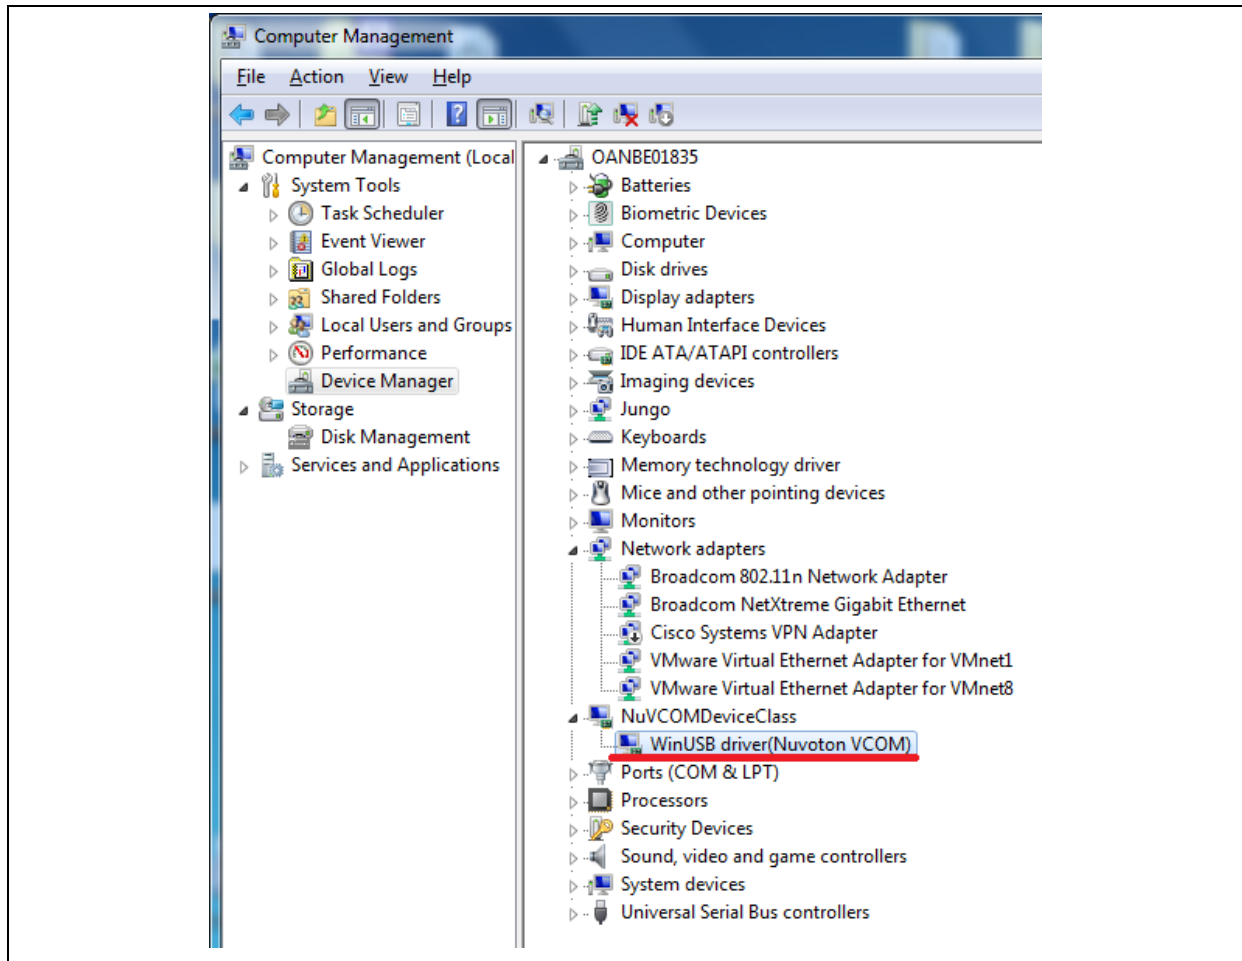 Computer Management
File Action View Help
Computer Management (Local
System Tools
Task Scheduler
Event Viewer
Global Logs
Shared Folders
Local Users and Groups
Performance
Device Manager
Storage
Disk Management
Services and Applications
OANBE01835
Batteries
Biometric Devices
Computer
Disk drives
Display adapters
Human Interface Devices
IDE ATA/ATAPI controllers
Imaging devices
Jungo
Keyboards
Memory technology driver
Mice and other pointing devices
Monitors
Network adapters
Broadcom 802.11n Network Adapter
Broadcom NetXtreme Gigabit Ethernet
Cisco Systems VPN Adapter
VMware Virtual Ethernet Adapter for VMnet1
VMware Virtual Ethernet Adapter for VMnet8
NuVCOMDeviceClass
WinUSB driver(Nuvoton VCOM)
Ports (COM & LPT)
Processors
Security Devices
Sound, video and game controllers
System devices
Universal Serial Bus controllers